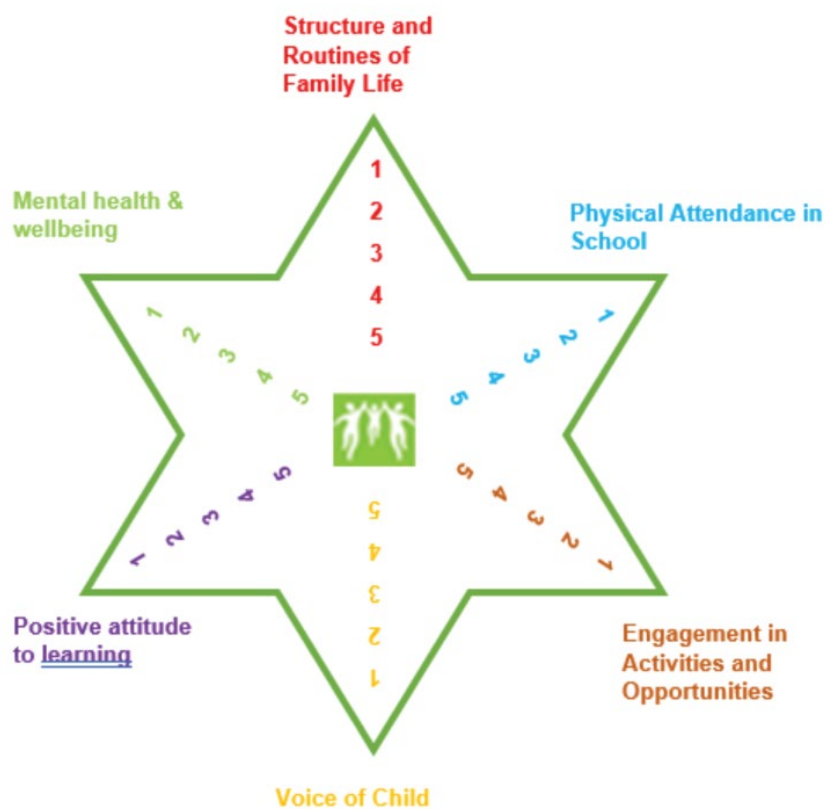 Structure and
Routines of
Family Life
1
2
3
4
5
Mental health &
wellbeing
1
2
3
4
5
Physical Attendance in
School
1
2
3
4
5
Positive attitude
to learning
1
2
3
4
5
Engagement in
Activities and
Opportunities
1
2
3
4
5
Voice of Child
5
4
3
2
1